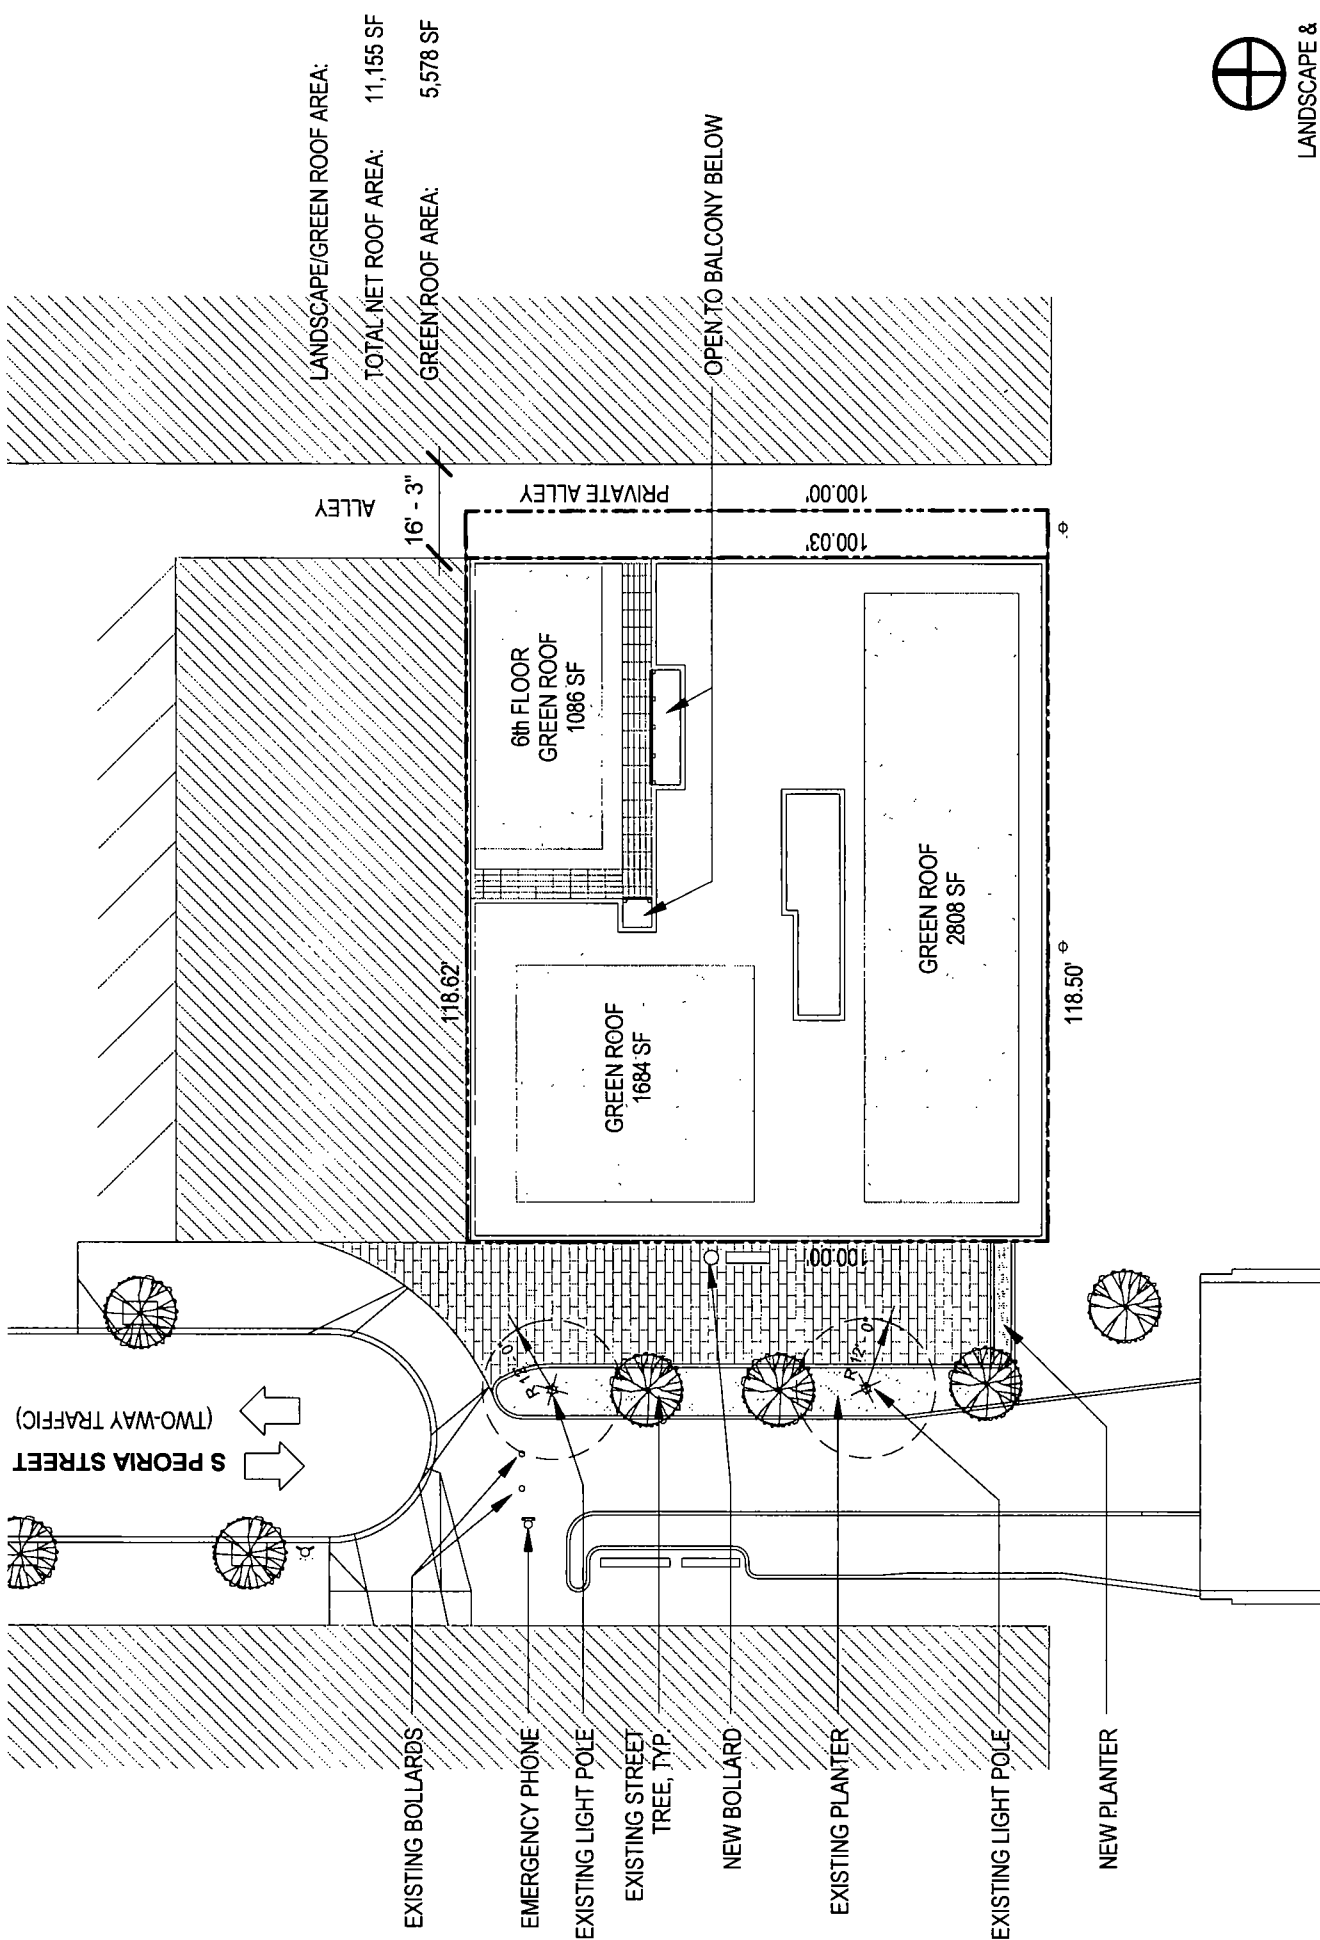 LANDSCAPE/GREEN ROOF AREA:
TOTAL NET ROOF AREA: 11,155 SF
GREEN ROOF AREA: 5,578 SF
OPEN TO BALCONY BELOW
ALLEY
16' - 3"
PRIVATE ALLEY
100.00'
100.03'
6th FLOOR
GREEN ROOF
1086 SF
118.62'
GREEN ROOF
1684 SF
GREEN ROOF
2808 SF
118.50'
100.00'
S PEORIA STREET
(TWO-WAY TRAFFIC)
R 12' - 0"
EXISTING BOLLARDS
EMERGENCY PHONE
EXISTING LIGHT POLE
EXISTING STREET
TREE, TYP.
NEW BOLLARD
EXISTING PLANTER
EXISTING LIGHT POLE
NEW PLANTER
LANDSCAPE &